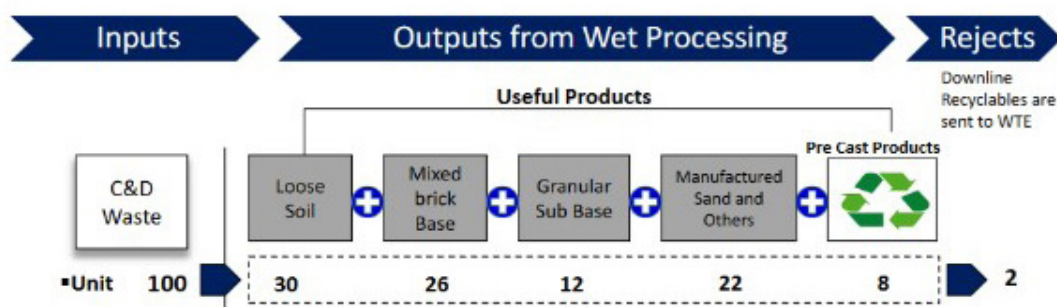 Inputs
Outputs from Wet Processing
Rejects
Downline
Recyclables are
sent to WTE
Useful Products
Pre Cast Products
C&D
Waste
Loose
Soil
Mixed
brick
Base
Granular
Sub Base
Manufactured
Sand and
Others
▪Unit 100 30 26 12 22 8 2